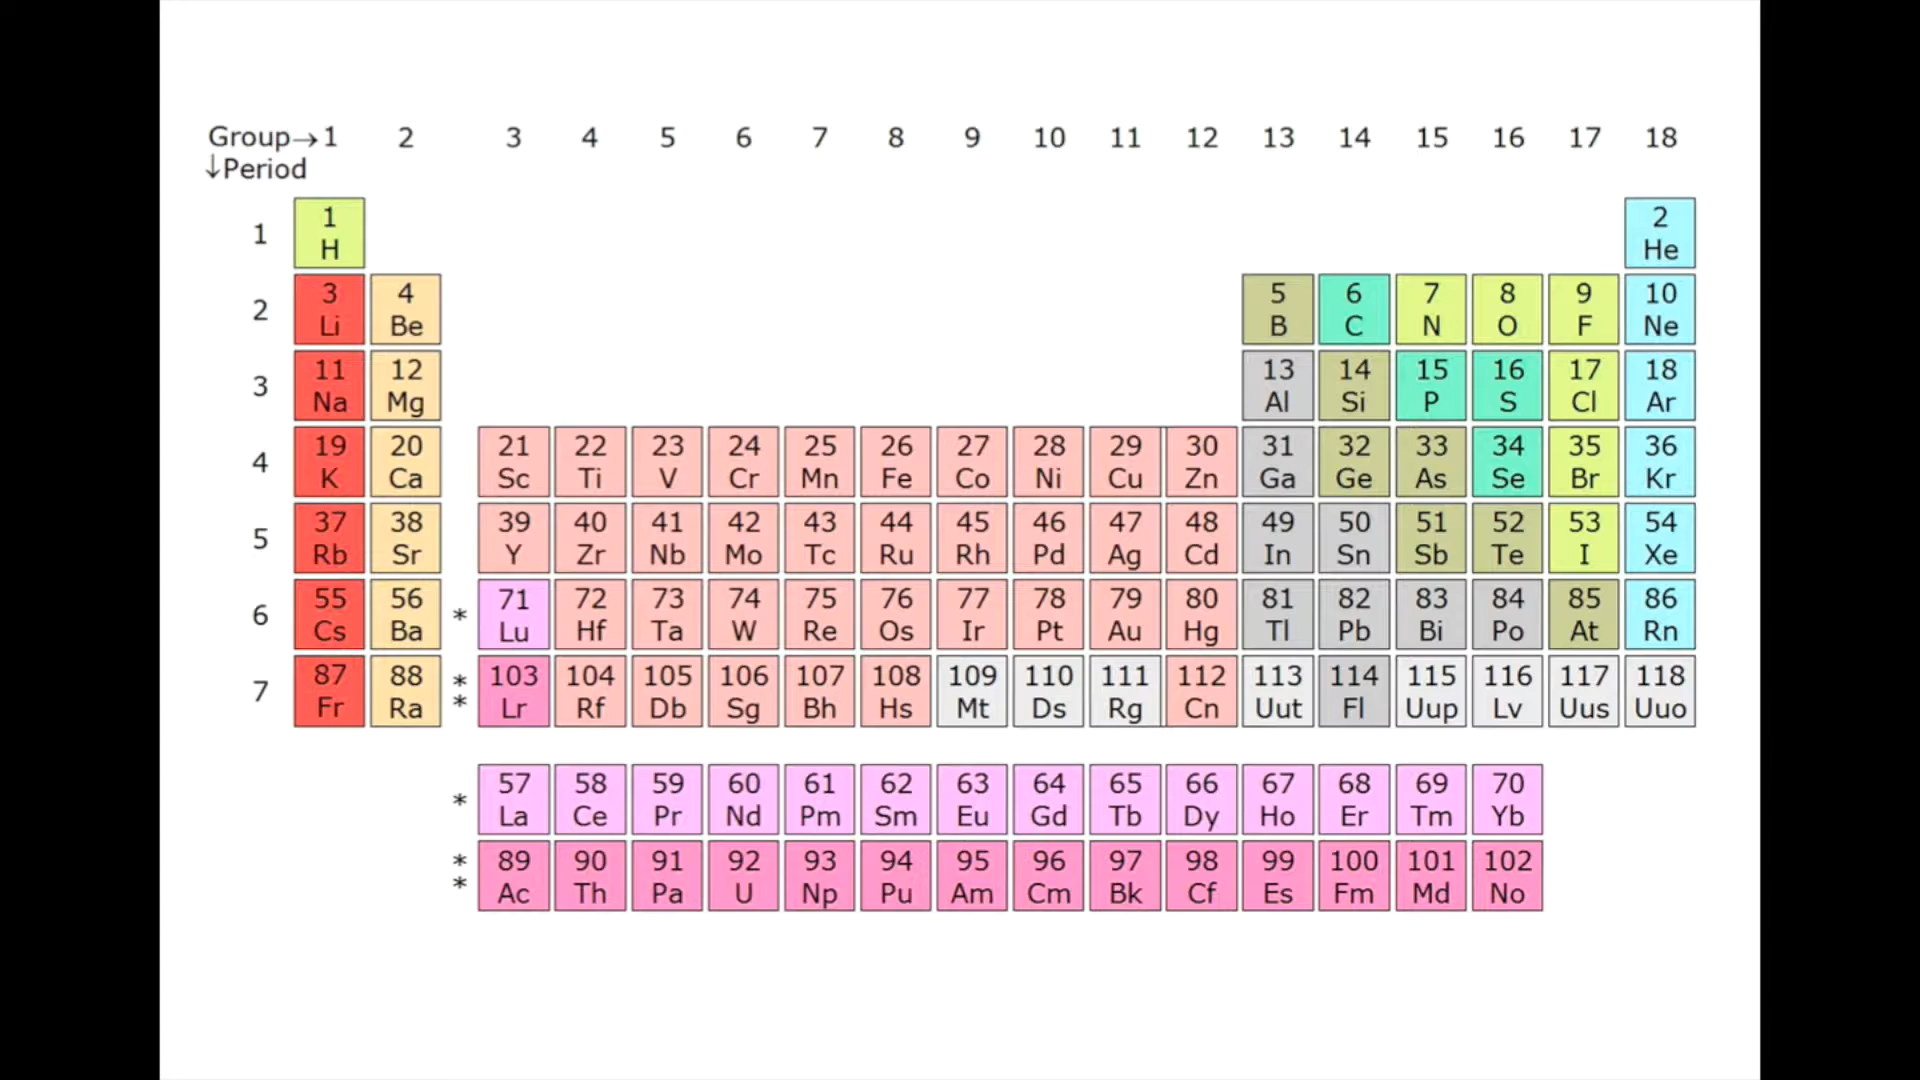 Group→1 2 3 4 5 6 7 8 9 10 11 12 13 14 15 16 17 18
↓Period
1 2
1 H He
3 4 5 6 7 8 9 10
2 Li Be B C N O F Ne
11 12 13 14 15 16 17 18
3 Na Mg Al Si P S Cl Ar
19 20 21 22 23 24 25 26 27 28 29 30 31 32 33 34 35 36
4 K Ca Sc Ti V Cr Mn Fe Co Ni Cu Zn Ga Ge As Se Br Kr
37 38 39 40 41 42 43 44 45 46 47 48 49 50 51 52 53 54
5 Rb Sr Y Zr Nb Mo Tc Ru Rh Pd Ag Cd In Sn Sb Te I Xe
55 56 71 72 73 74 75 76 77 78 79 80 81 82 83 84 85 86
6 Cs Ba * Lu Hf Ta W Re Os Ir Pt Au Hg Tl Pb Bi Po At Rn
87 88 * 103 104 105 106 107 108 109 110 111 112 113 114 115 116 117 118
7 Fr Ra * Lr Rf Db Sg Bh Hs Mt Ds Rg Cn Uut Fl Uup Lv Uus Uuo
57 58 59 60 61 62 63 64 65 66 67 68 69 70
* La Ce Pr Nd Pm Sm Eu Gd Tb Dy Ho Er Tm Yb
* 89 90 91 92 93 94 95 96 97 98 99 100 101 102
* Ac Th Pa U Np Pu Am Cm Bk Cf Es Fm Md No